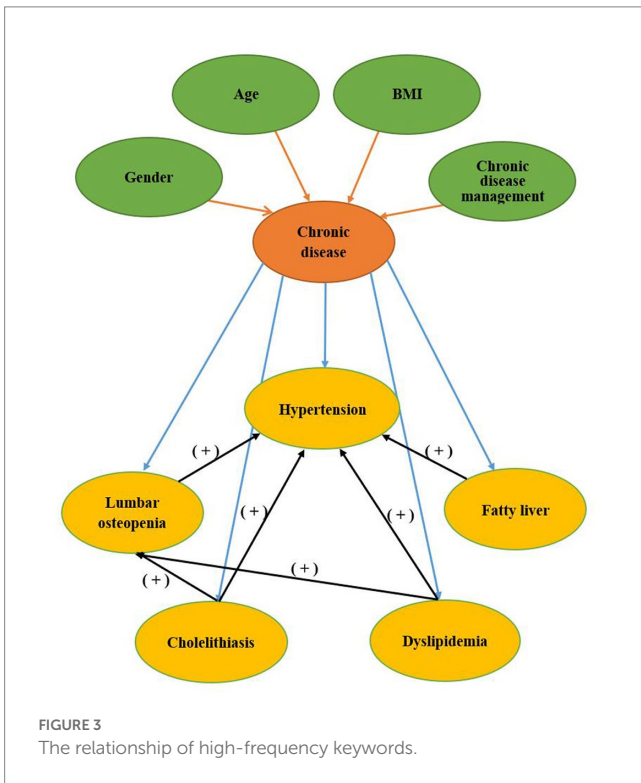 Age
BMI
Gender
Chronic
disease
management
Chronic
disease
Hypertension
(+)
(+)
Lumbar
osteopenia
(+)
(+)
Fatty liver
(+)
(+)
Cholelithiasis
Dyslipidemia
FIGURE 3
The relationship of high-frequency keywords.